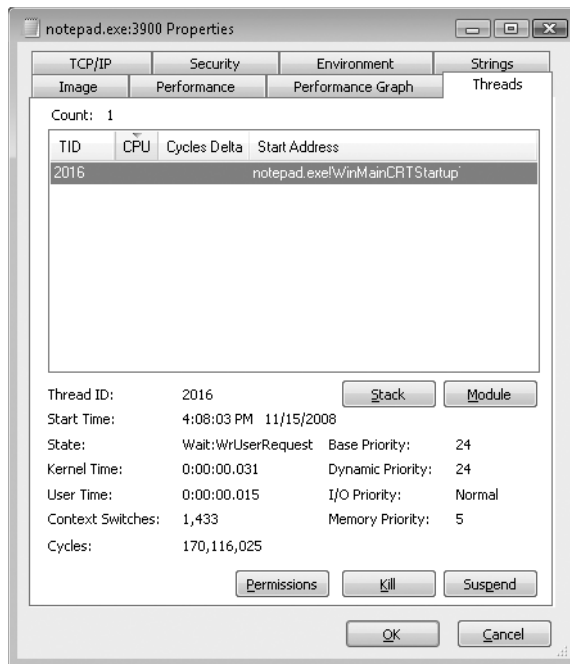 notepad.exe:3900 Properties
TCP/IP Security Environment Strings
Image Performance Performance Graph Threads
Count: 1
TID CPU Cycles Delta Start Address
2016 notepad.exe!WinMainCRTStartup
Thread ID: 2016 Stack Module
Start Time: 4:08:03 PM 11/15/2008
State: Wait:WrUserRequest Base Priority: 24
Kernel Time: 0:00:00.031 Dynamic Priority: 24
User Time: 0:00:00.015 I/O Priority: Normal
Context Switches: 1,433 Memory Priority: 5
Cycles: 170,116,025
Permissions Kill Suspend
OK Cancel